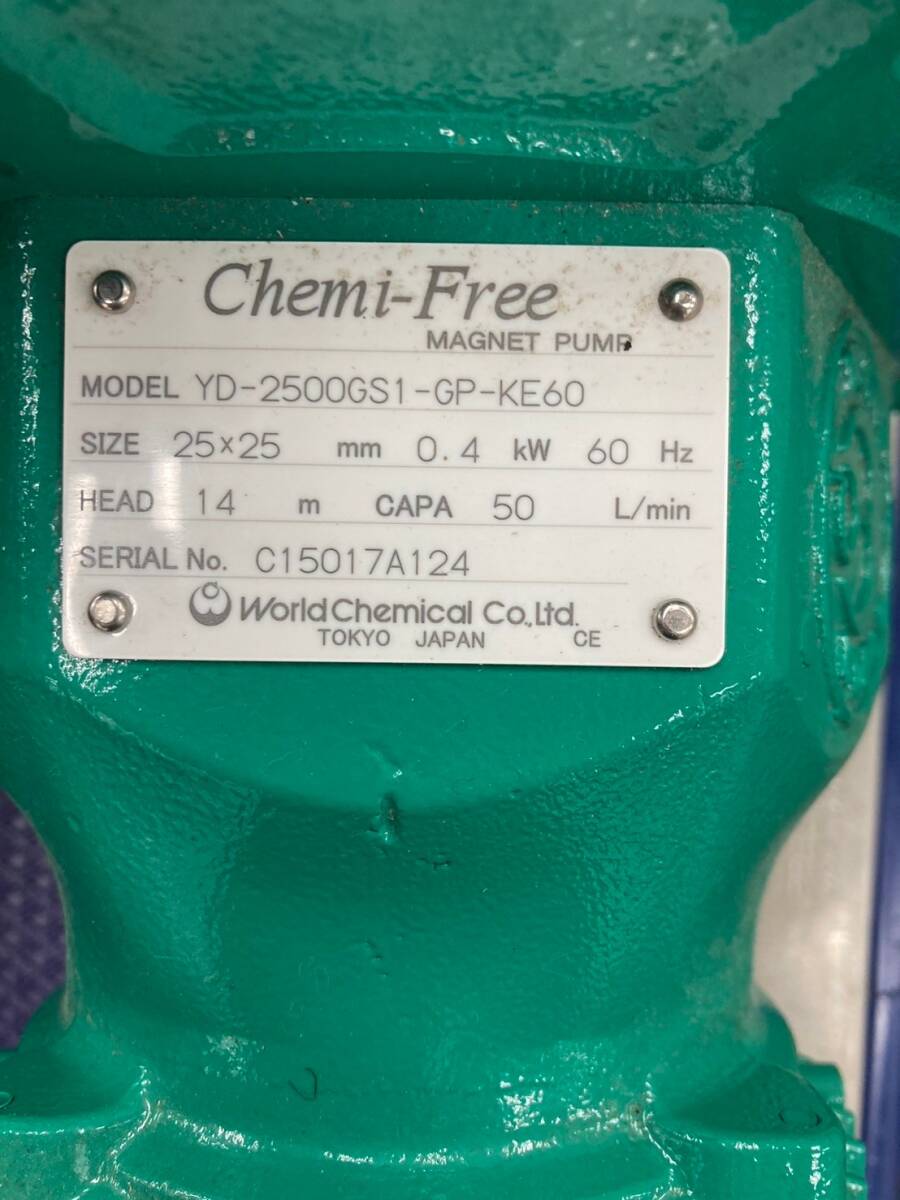 Chemi-Free
MAGNET PUMP
MODEL YD-2500GS1-GP-KE60
SIZE 25×25 mm 0.4 kW 60 Hz
HEAD 14 m CAPA 50 L/min
SERIAL No. C15017A124
World Chemical Co.,Ltd.
TOKYO JAPAN CE